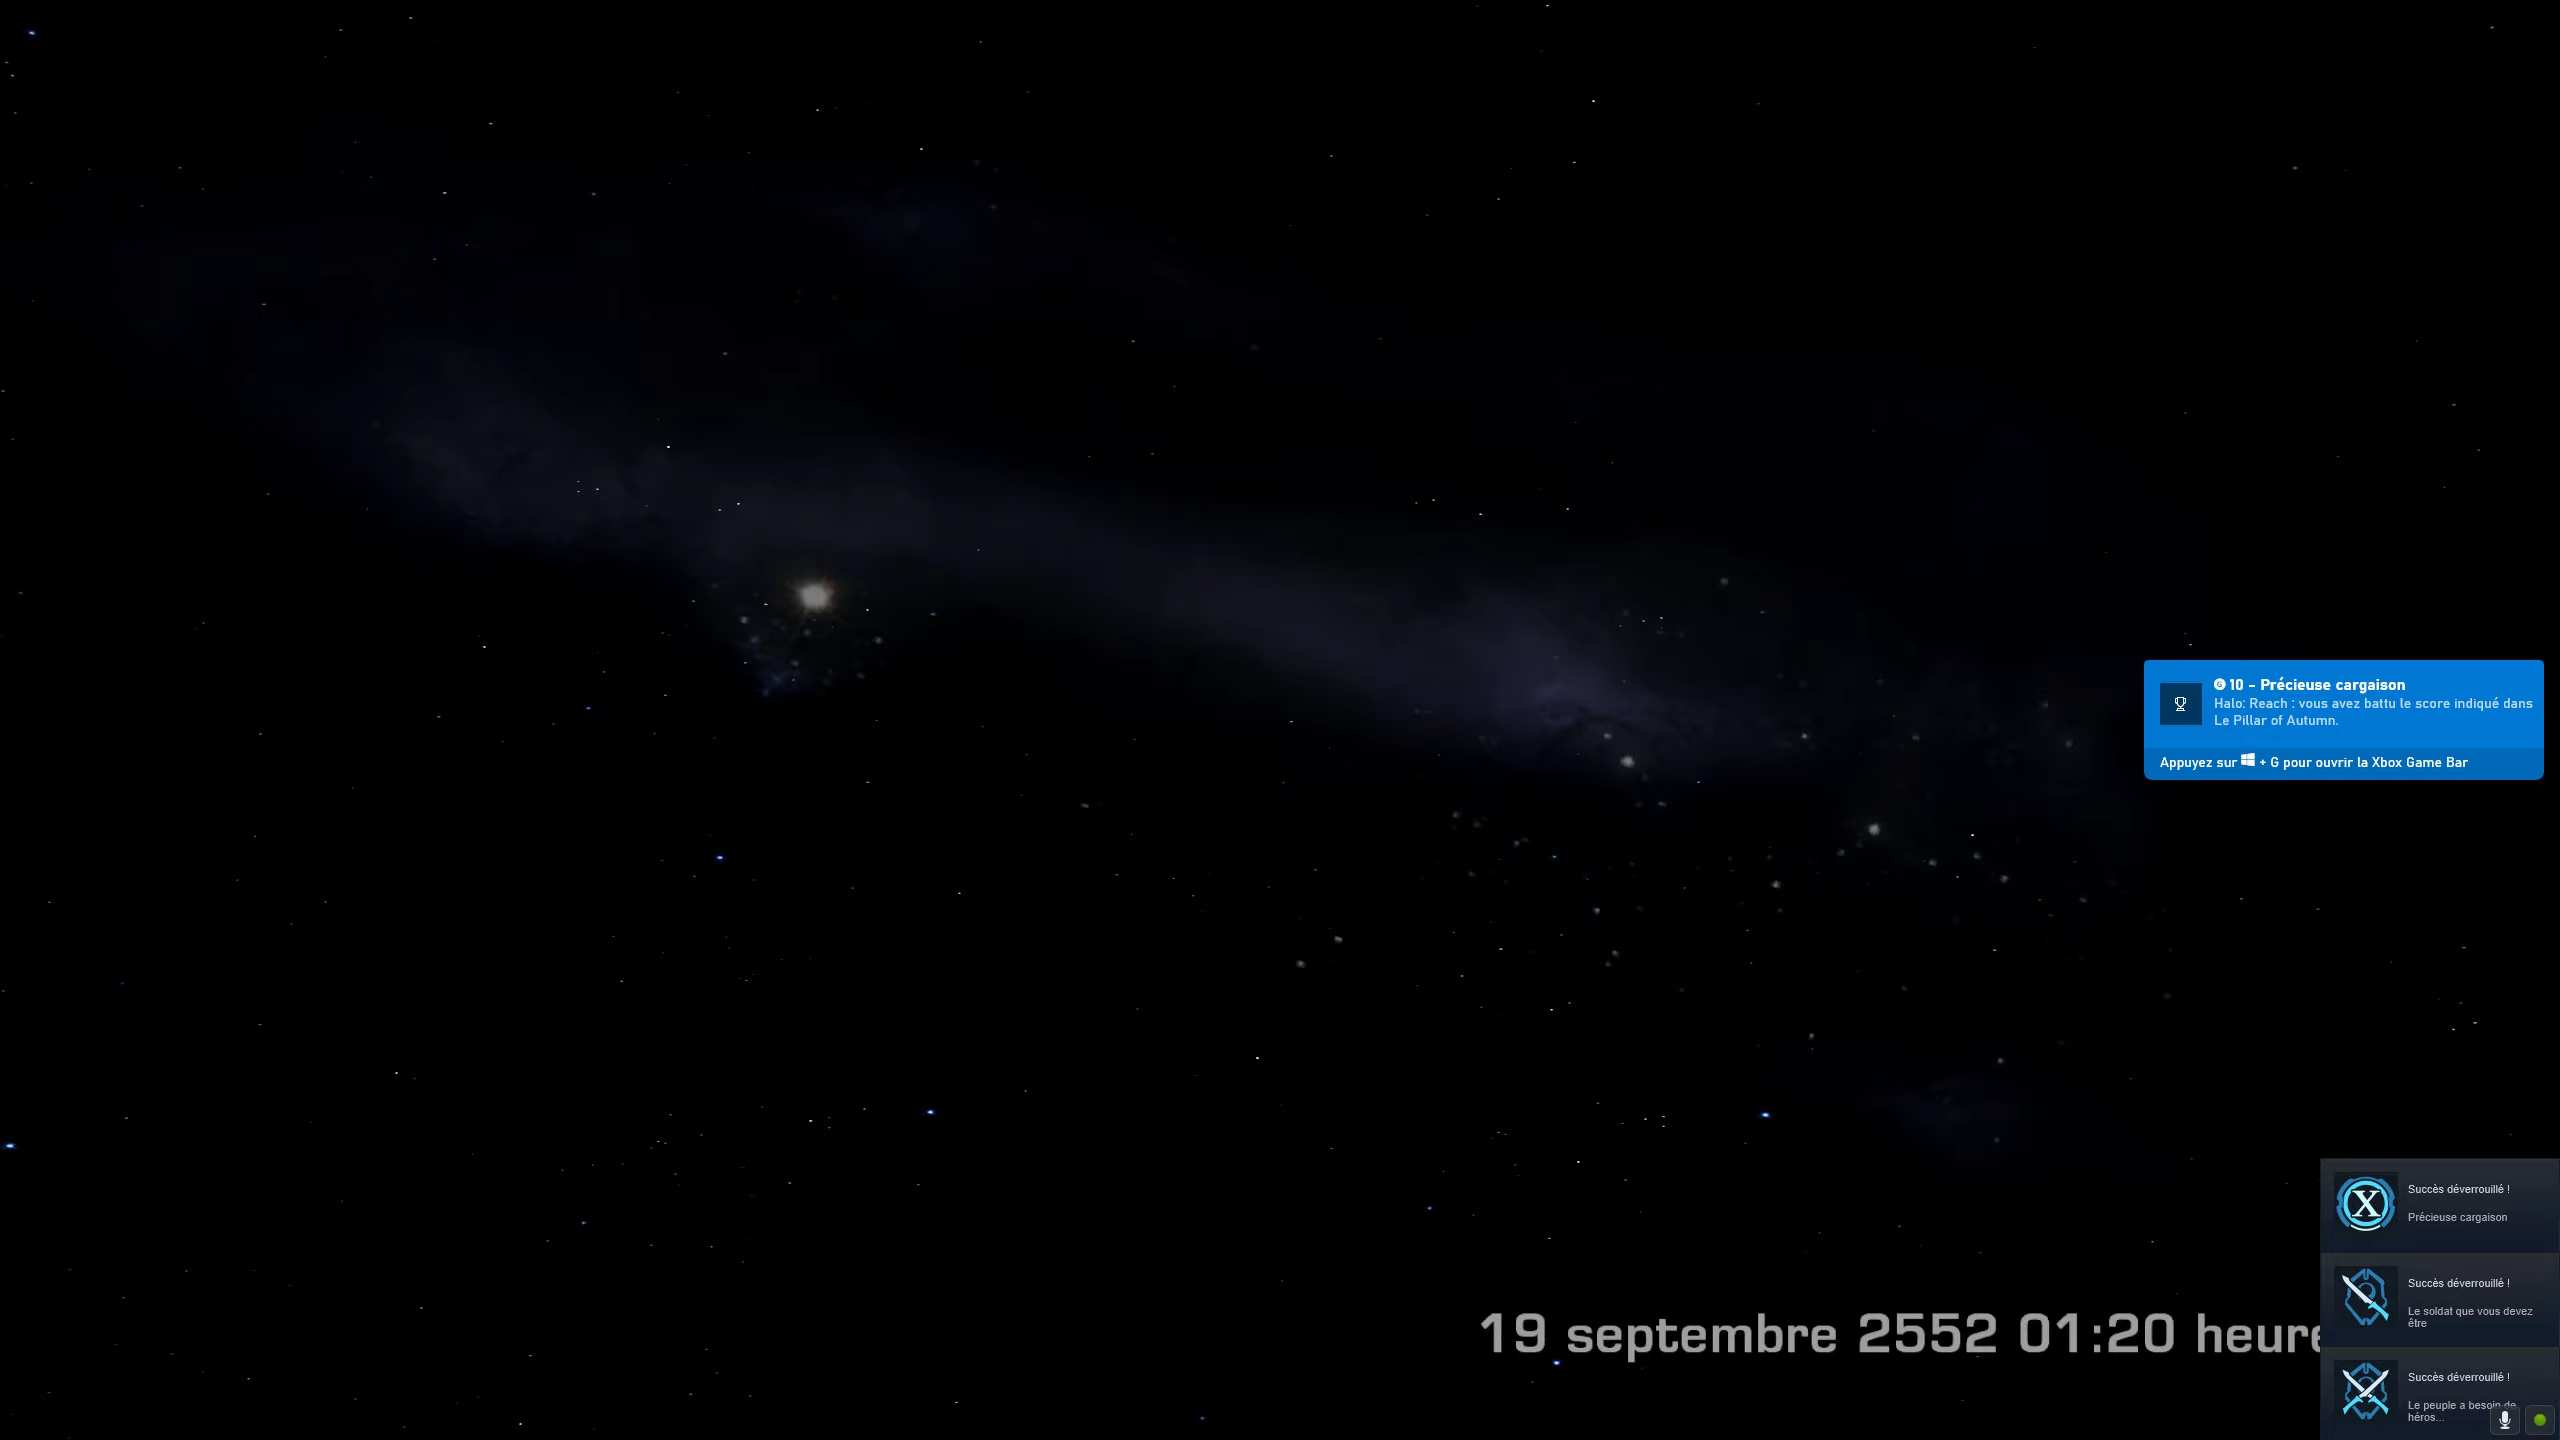 10 - Précieuse cargaison
Halo: Reach : vous avez battu le score indiqué dans
Le Pillar of Autumn.
Appuyez sur + G pour ouvrir la Xbox Game Bar
Succès déverrouillé !
Précieuse cargaison
Succès déverrouillé !
Le soldat que vous devez
être
19 septembre 2552 01:20 heure
Succès déverrouillé !
Le peuple a besoin de
héros...